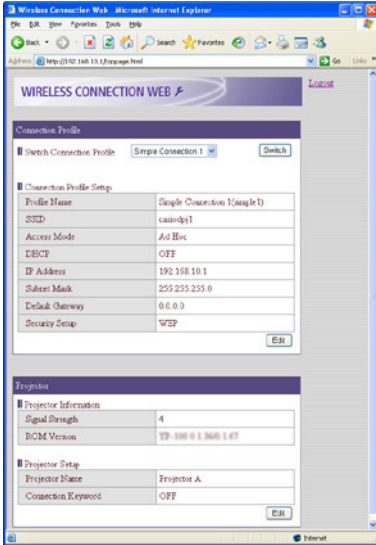 Wireless Connection Web - Microsoft Internet Explorer
File Edit View Favorites Tools Help
Back Search Favorites
Address http://192.168.10.1/toppage.html Go Links
WIRELESS CONNECTION WEB
Logout
Connection Profile
Switch Connection Profile Simple Connection 1 Switch
Connection Profile Setup
Profile Name Simple Connection 1(simple1)
SSID casiodpj1
Access Mode Ad Hoc
DHCP OFF
IP Address 192.168.10.1
Subnet Mask 255.255.255.0
Default Gateway 0.0.0.0
Security Setup WEP
Edit
Projector
Projector Information
Signal Strength 4
ROM Version
Projector Setup
Projector Name Projector A
Connection Keyword OFF
Edit
Internet